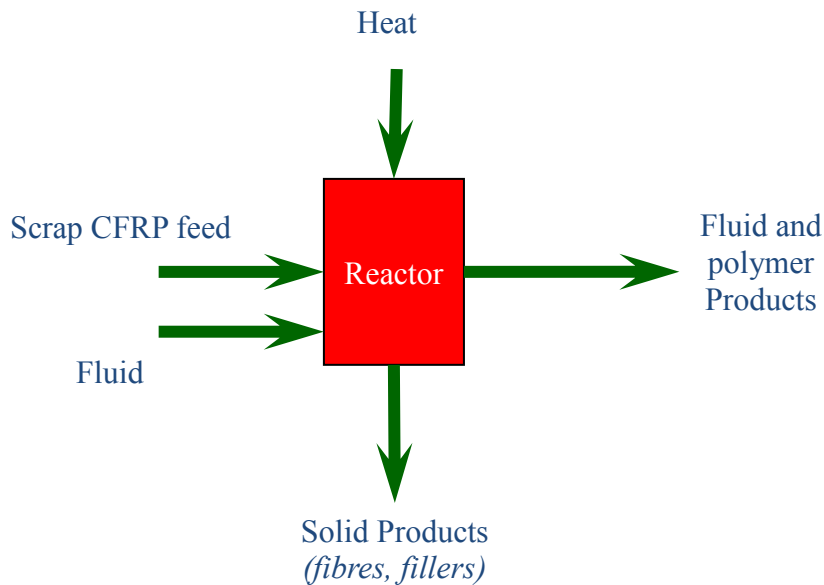 Heat
Scrap CFRP feed
Reactor
Fluid and
polymer
Products
Fluid
Solid Products
(fibres, fillers)